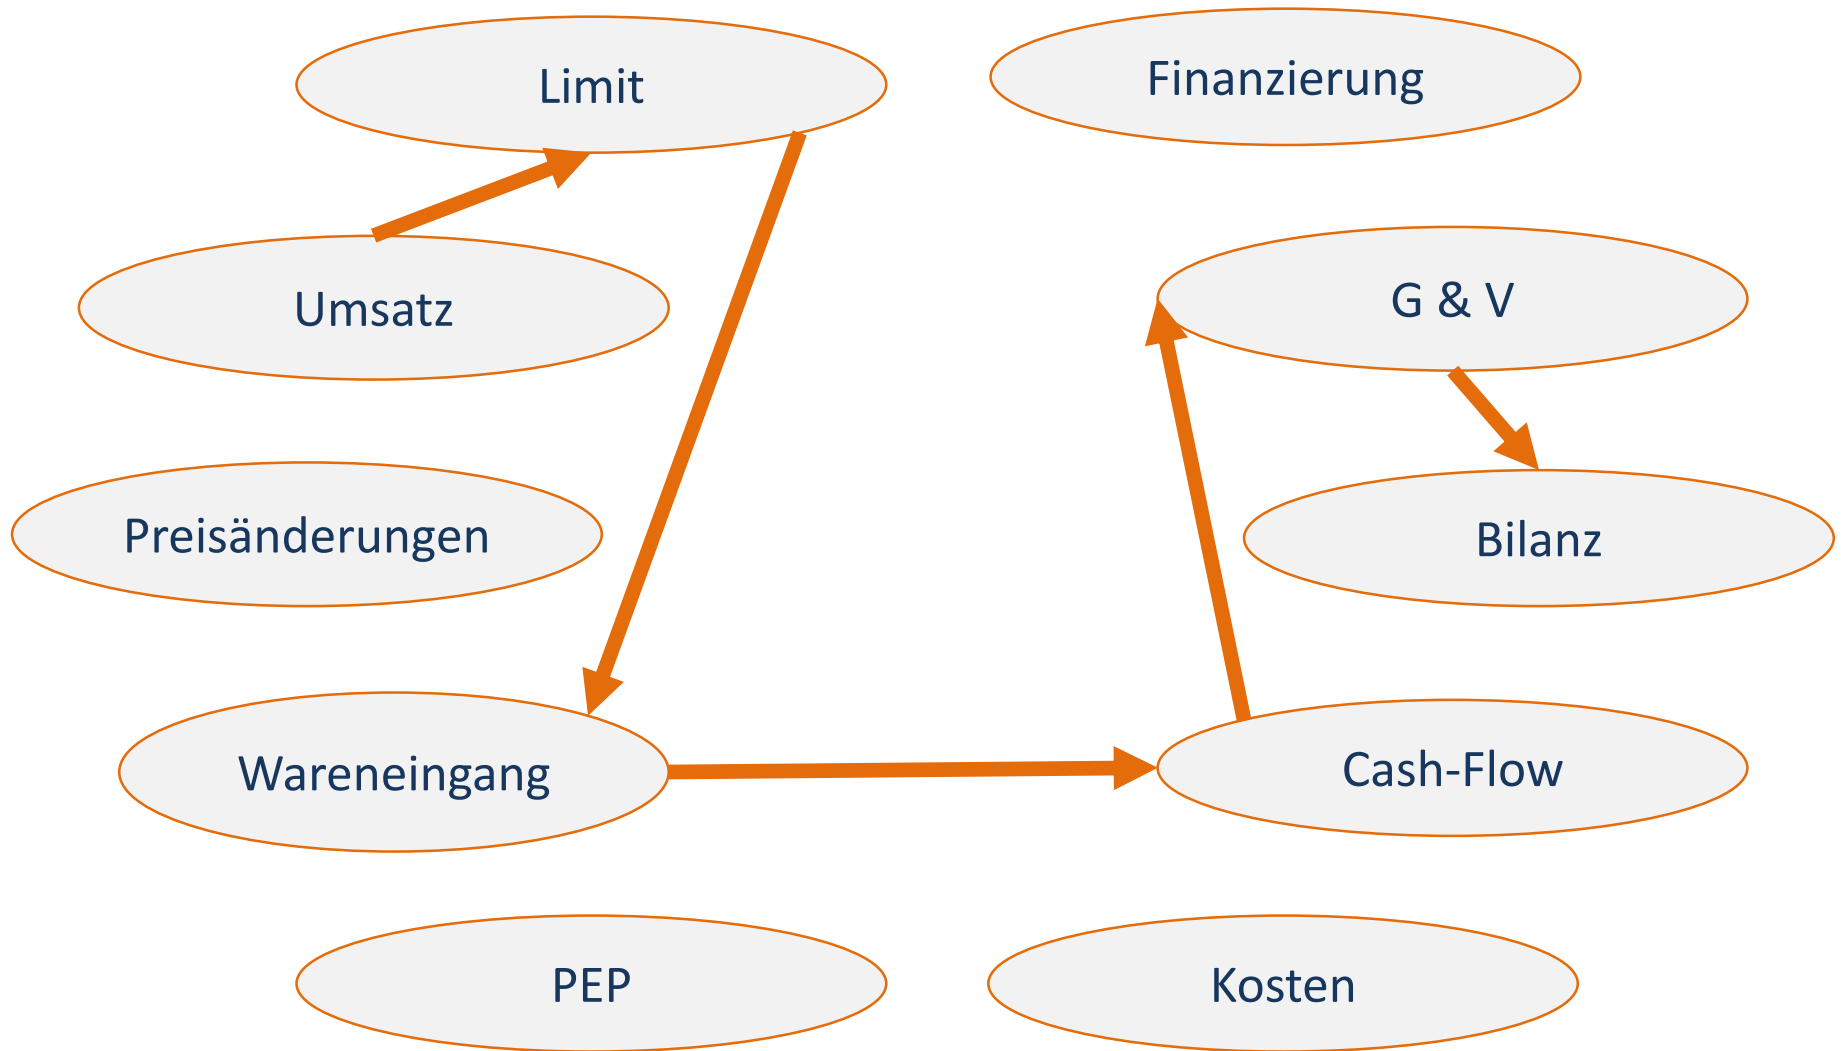 Limit
Finanzierung
Umsatz
G & V
Preisänderungen
Bilanz
Wareneingang
Cash-Flow
PEP
Kosten